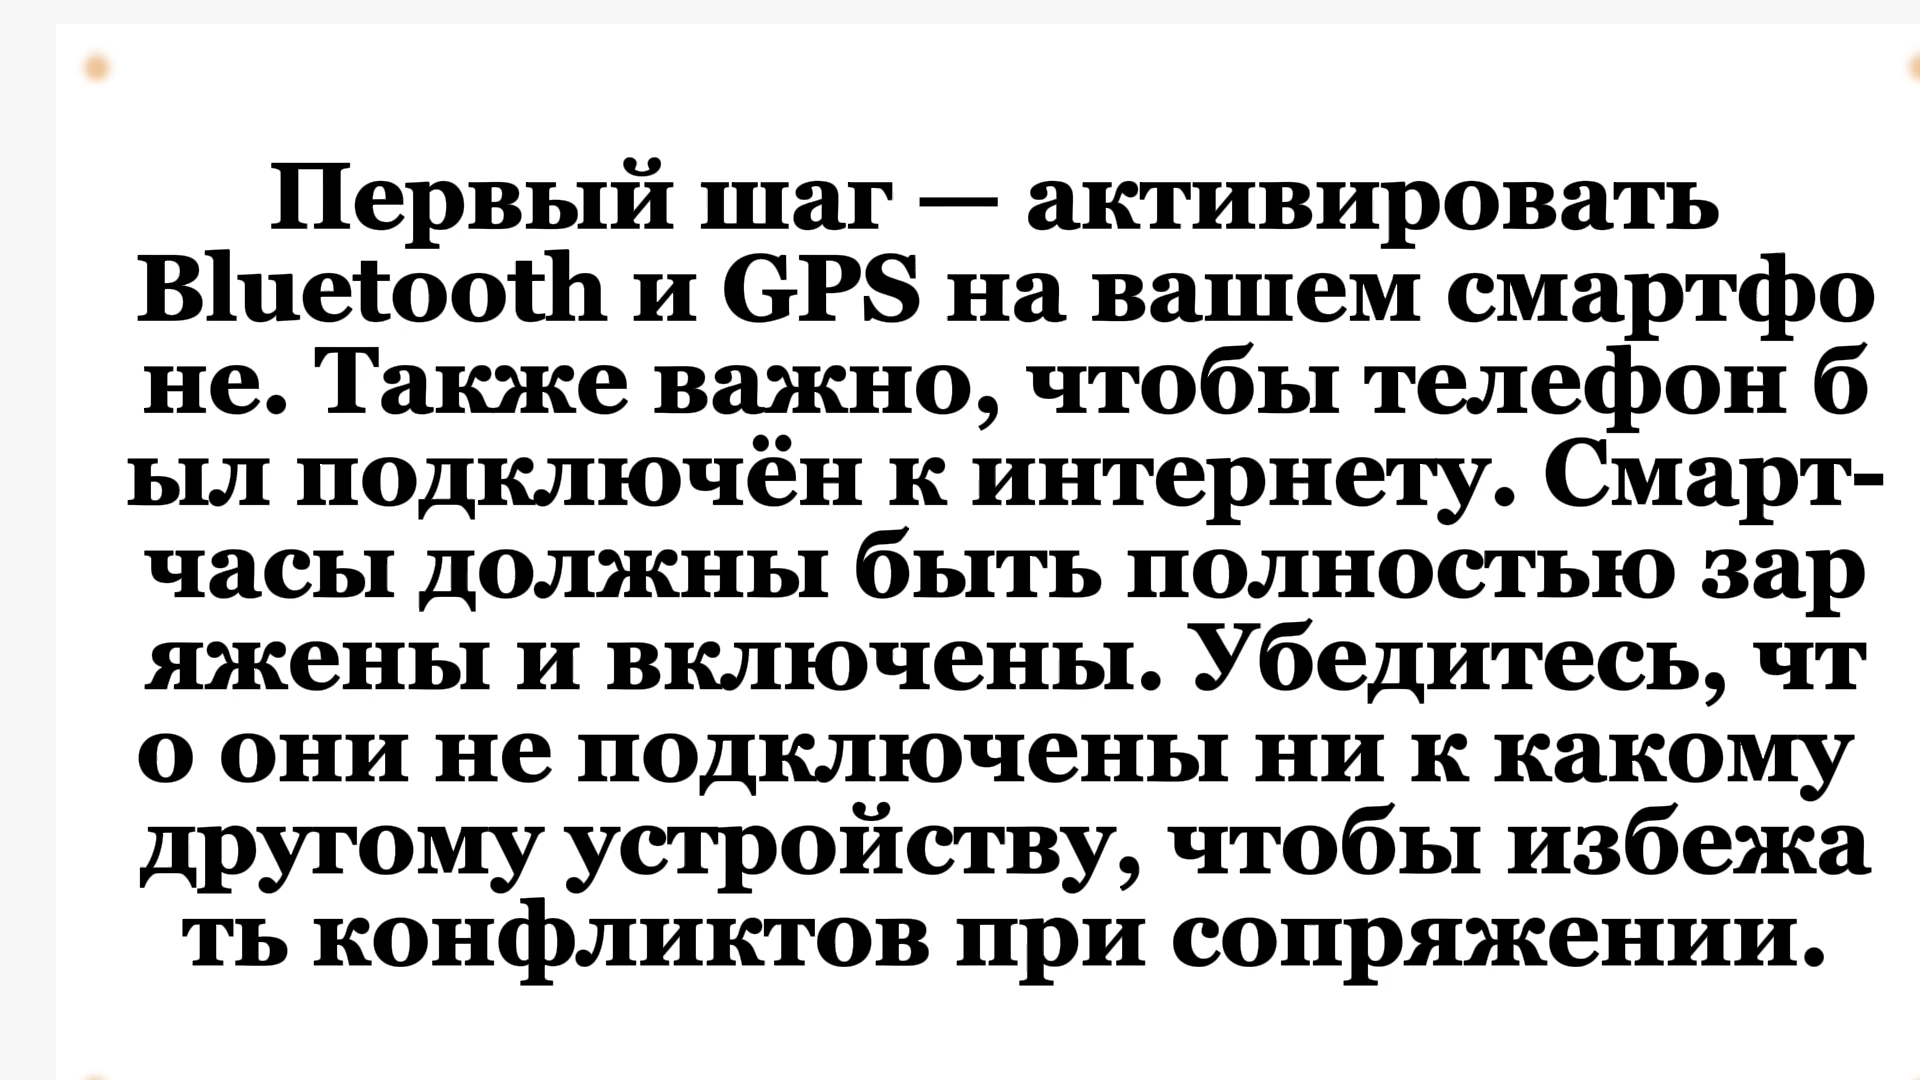 Первый шаг — активировать
Bluetooth и GPS на вашем смартфо
не. Также важно, чтобы телефон б
ыл подключён к интернету. Смарт-
часы должны быть полностью зар
яжены и включены. Убедитесь, чт
о они не подключены ни к какому
другому устройству, чтобы избежа
ть конфликтов при сопряжении.